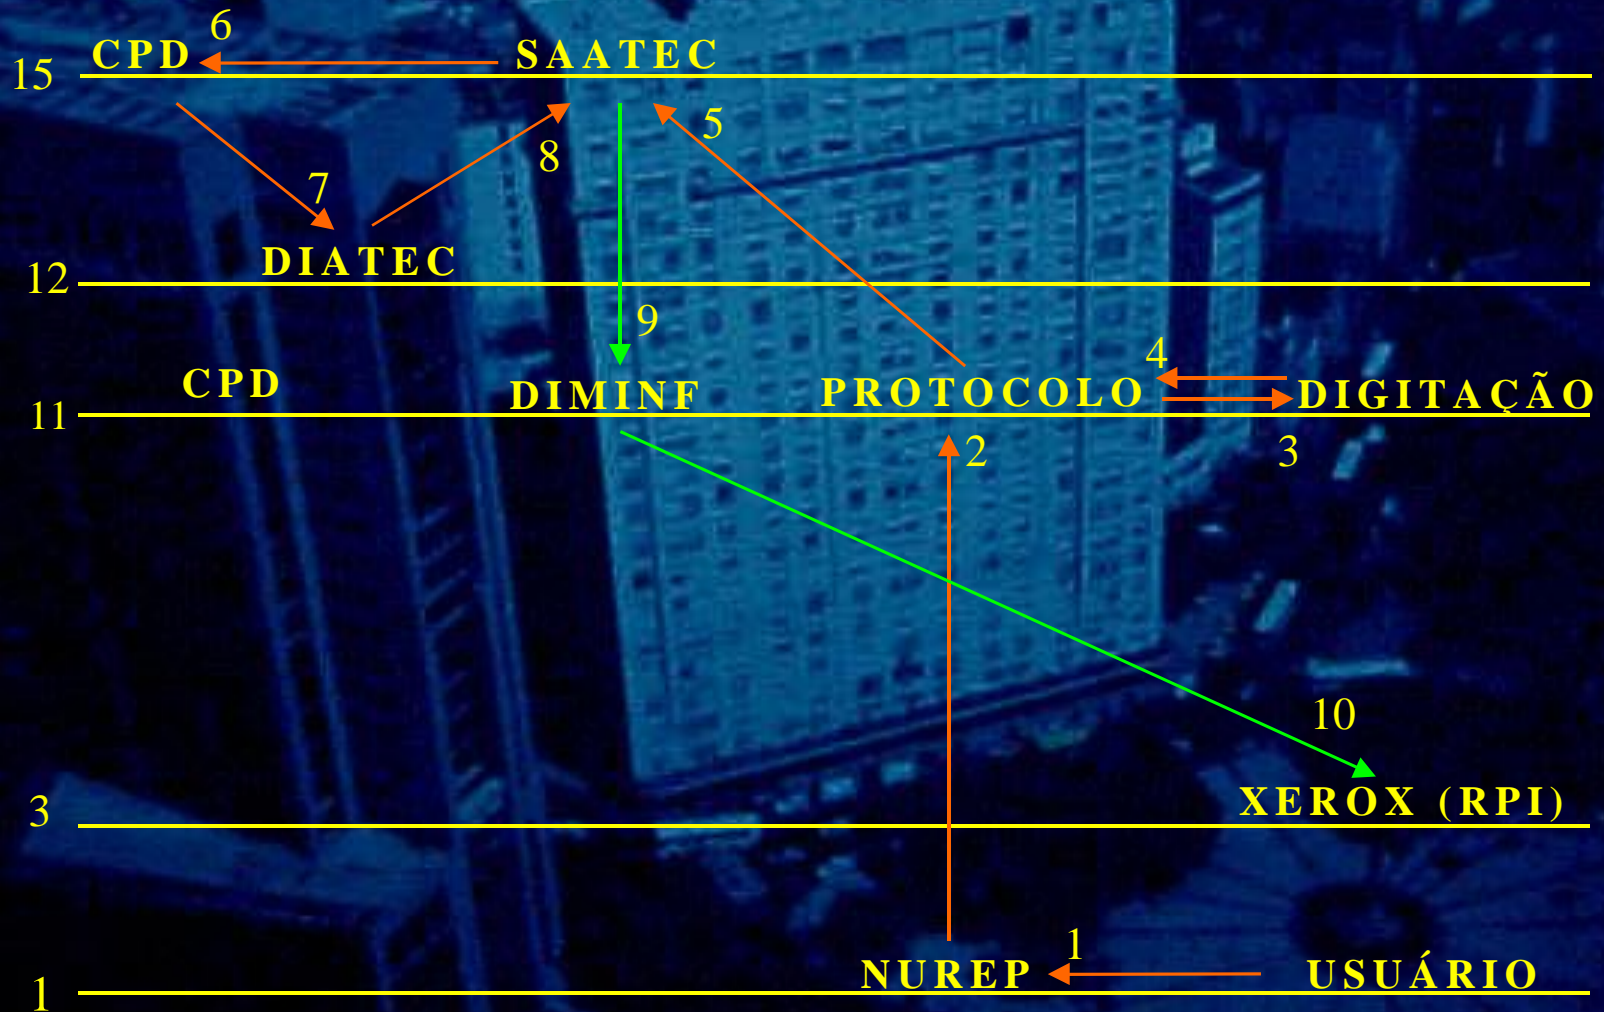 6
CPD SAATEC
15
5
8
7
DIATEC
12
9
4
CPD DIMINF PROTOCOLO DIGITAÇÃO
11
2 3
10
XEROX (RPI)
3
1
NUREP USUÁRIO
1